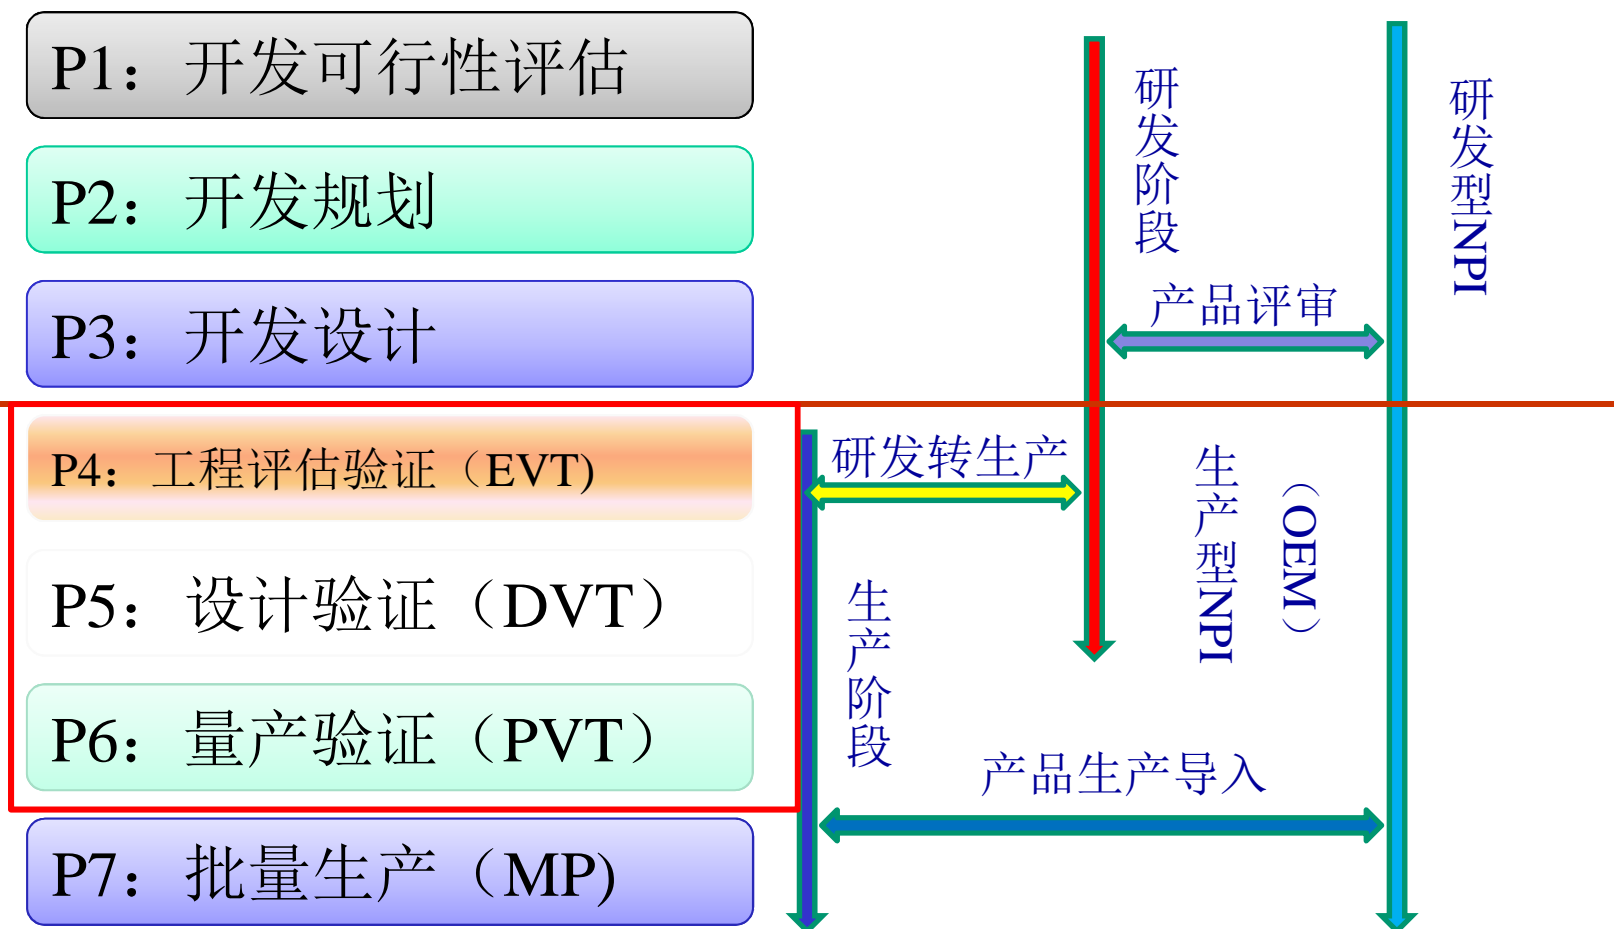 P1：开发可行性评估
P2：开发规划
P3：开发设计
P4：工程评估验证（EVT)
P5：设计验证（DVT）
P6：量产验证（PVT）
P7：批量生产（MP)
研发阶段
研发型NPI
产品评审
研发转生产
生产型NPI
（OEM）
生产阶段
产品生产导入